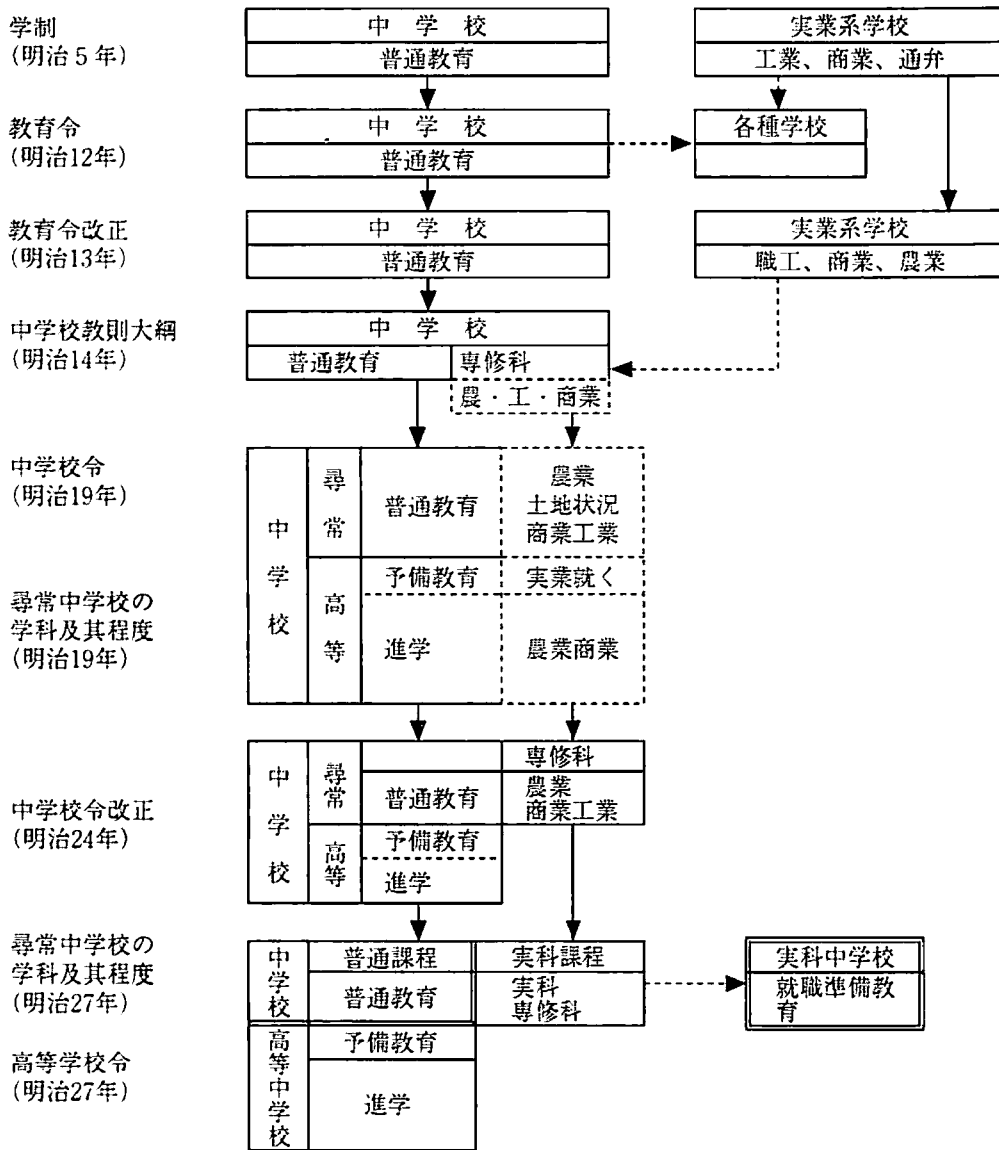 学制
(明治5年)
中学校
普通教育
実業系学校
工業、商業、通弁
教育令
(明治12年)
中学校
普通教育
各種学校
教育令改正
(明治13年)
中学校
普通教育
実業系学校
職工、商業、農業
中学校教則大綱
(明治14年)
中学校
普通教育
専修科
農・工・商業
中学校令
(明治19年)
中学校
尋常
普通教育
農業
土地状況
商業工業
尋常中学校の
学科及其程度
(明治19年)
高等
予備教育
実業就く
進学
農業商業
中学校令改正
(明治24年)
中学校
尋常
専修科
普通教育
農業
商業工業
高等
予備教育
進学
尋常中学校の
学科及其程度
(明治27年)
中学校
普通課程
実科課程
普通教育
実科
専修科
実科中学校
就職準備教
育
高等学校令
(明治27年)
高等中学校
予備教育
進学